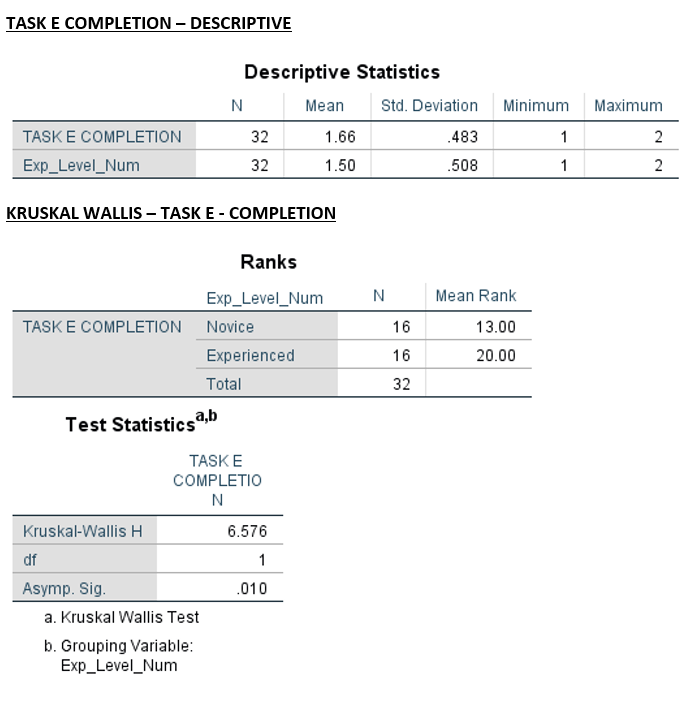 TASK E COMPLETION – DESCRIPTIVE
Descriptive Statistics
N Mean Std. Deviation Minimum Maximum
TASK E COMPLETION 32 1.66 .483 1 2
Exp_Level_Num 32 1.50 .508 1 2
KRUSKAL WALLIS – TASK E - COMPLETION
Ranks
Exp_Level_Num N Mean Rank
TASK E COMPLETION Novice 16 13.00
Experienced 16 20.00
Total 32
Test Statistics a,b
TASK E
COMPLETIO
N
Kruskal-Wallis H 6.576
df 1
Asymp. Sig. .010
a. Kruskal Wallis Test
b. Grouping Variable:
Exp_Level_Num